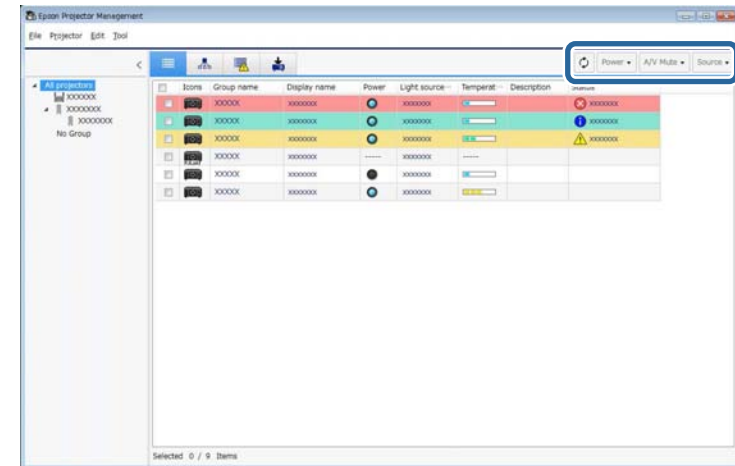 Epson Projector Management
File Projector Edit Tool
Power A/V Mute Source
All projectors
XXXXXX
XXXXXXX
XXXXXXX
No Group
Icons Group name Display name Power Light source Temperat Description Status
XXXXX XXXXXXX XXXXXXX XXXXXXX
XXXXX XXXXXXX XXXXXXX XXXXXXX
XXXXX XXXXXXX XXXXXXX XXXXXXX
XXXXX XXXXXXX ----- XXXXXXX -----
XXXXX XXXXXXX XXXXXXX
XXXXX XXXXXXX XXXXXXX
Selected 0 / 9 Items